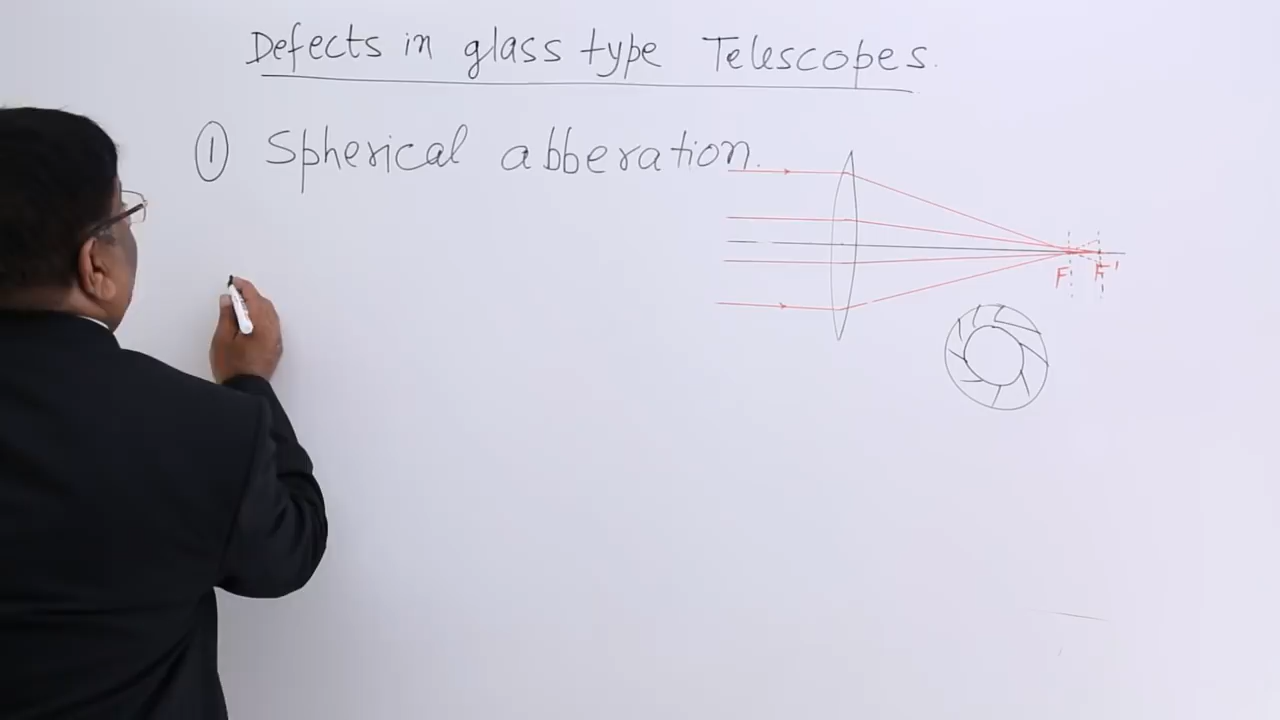 Defects in glass type Telescopes.
① Spherical abberation.
F F'